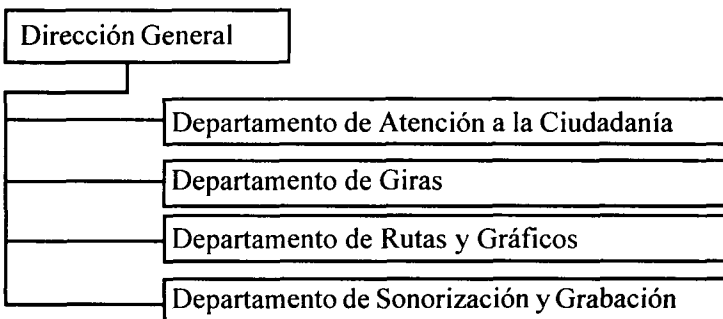 Dirección General
Departamento de Atención a la Ciudadanía
Departamento de Giras
Departamento de Rutas y Gráficos
Departamento de Sonorización y Grabación